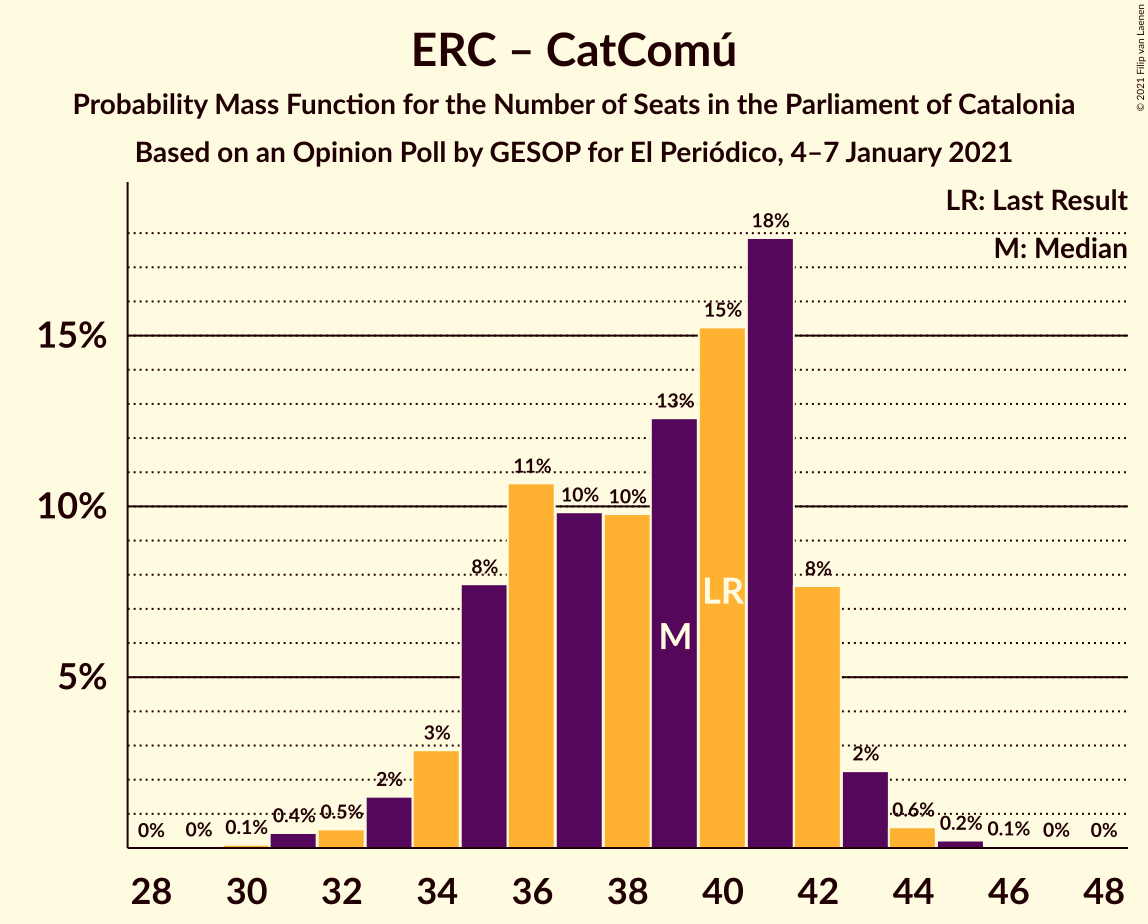 ERC – CatComú
Probability Mass Function for the Number of Seats in the Parliament of Catalonia
Based on an Opinion Poll by GESOP for El Periódico, 4–7 January 2021
© 2021 Filip van Laenen
LR: Last Result
M: Median
15%
10%
5%
0%
0%
0.1%
0.4%
0.5%
2%
3%
8%
11%
10%
10%
13%
15%
18%
8%
2%
0.6%
0.2%
0.1%
0%
0%
M
LR
28 30 32 34 36 38 40 42 44 46 48